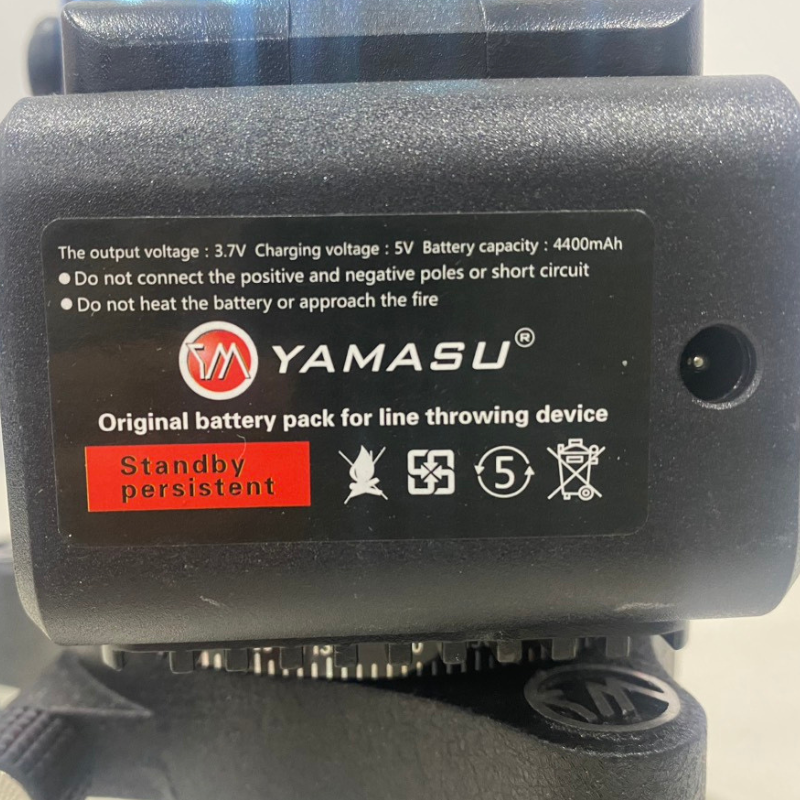 The output voltage : 3.7V Charging voltage : 5V Battery capacity : 4400mAh
● Do not connect the positive and negative poles or short circuit
● Do not heat the battery or approach the fire
YM YAMASU®
Original battery pack for line throwing device
Standby
persistent
5
YM